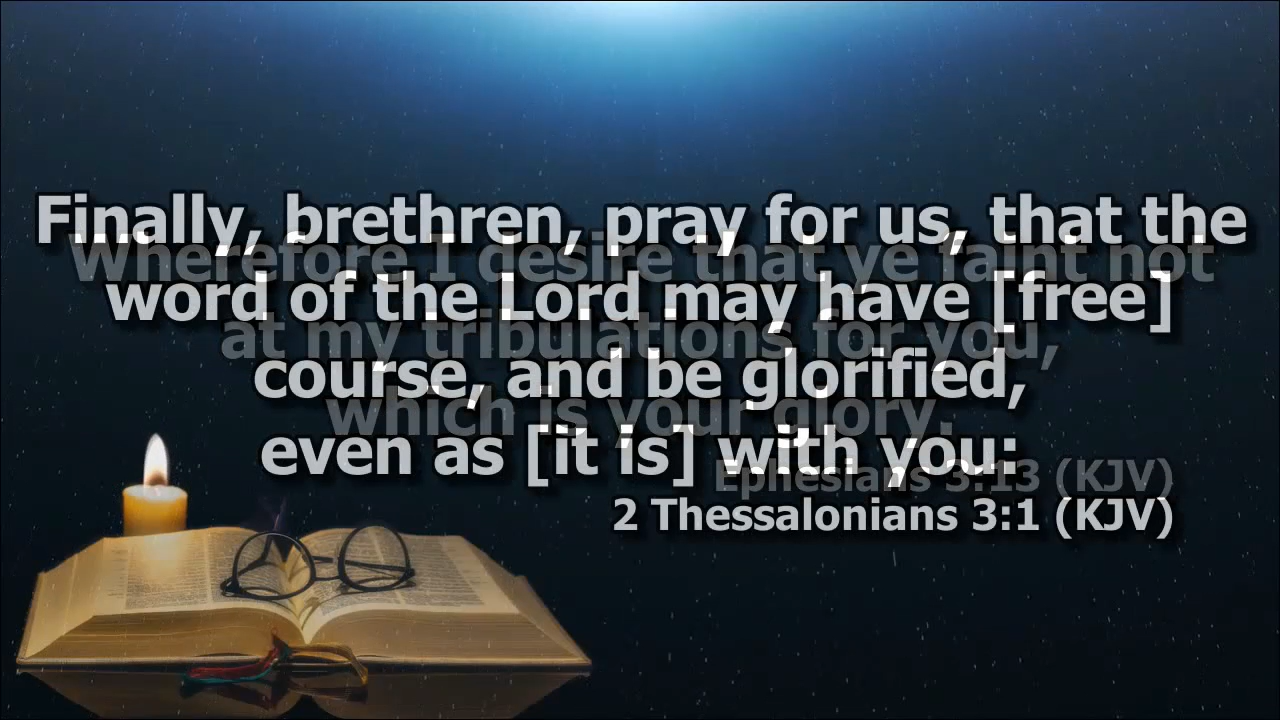 Finally, brethren, pray for us, that the
word of the Lord may have [free]
course, and be glorified,
even as [it is] with you:
2 Thessalonians 3:1 (KJV)
Wherefore I desire that ye faint not
at my tribulations for you,
which is your glory.
Ephesians 3:13 (KJV)